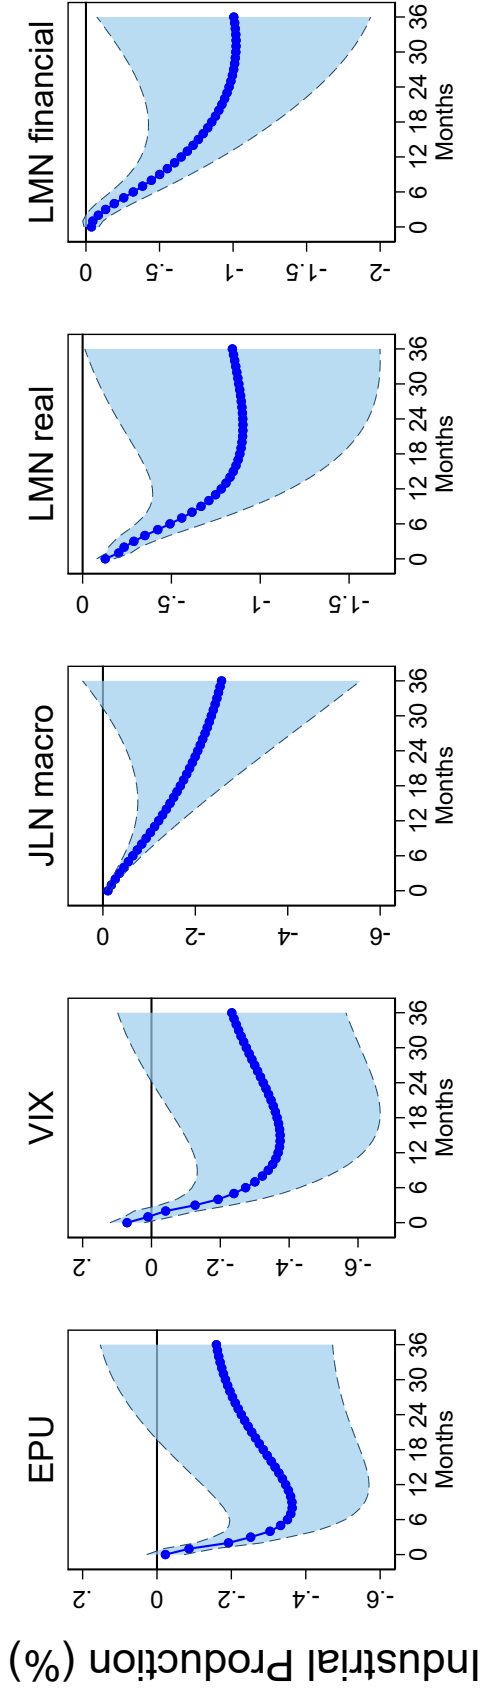 Industrial Production (%)
EPU
.2
0
-.2
-.4
-.6
0 6 12 18 24 30 36
Months
VIX
.2
0
-.2
-.4
-.6
0 6 12 18 24 30 36
Months
JLN macro
0
-2
-4
-6
0 6 12 18 24 30 36
Months
LMN real
0
-.5
-1
-1.5
0 6 12 18 24 30 36
Months
LMN financial
0
-.5
-1
-1.5
-2
0 6 12 18 24 30 36
Months